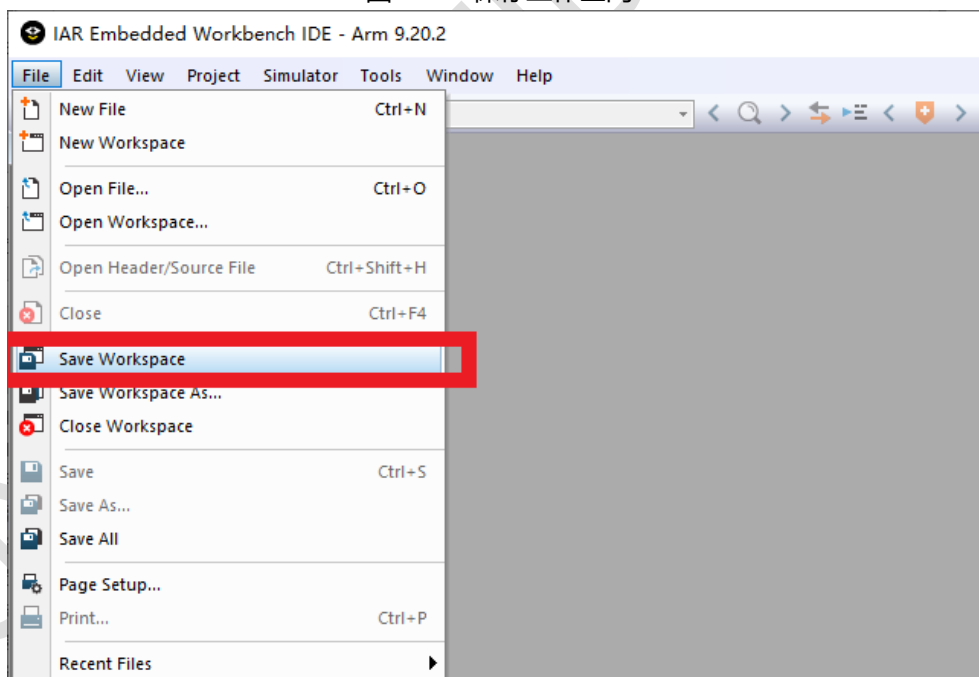 IAR Embedded Workbench IDE - Arm 9.20.2
File Edit View Project Simulator Tools Window Help
New File Ctrl+N
New Workspace
Open File... Ctrl+O
Open Workspace...
Open Header/Source File Ctrl+Shift+H
Close Ctrl+F4
Save Workspace
Save Workspace As...
Close Workspace
Save Ctrl+S
Save As...
Save All
Page Setup...
Print... Ctrl+P
Recent Files